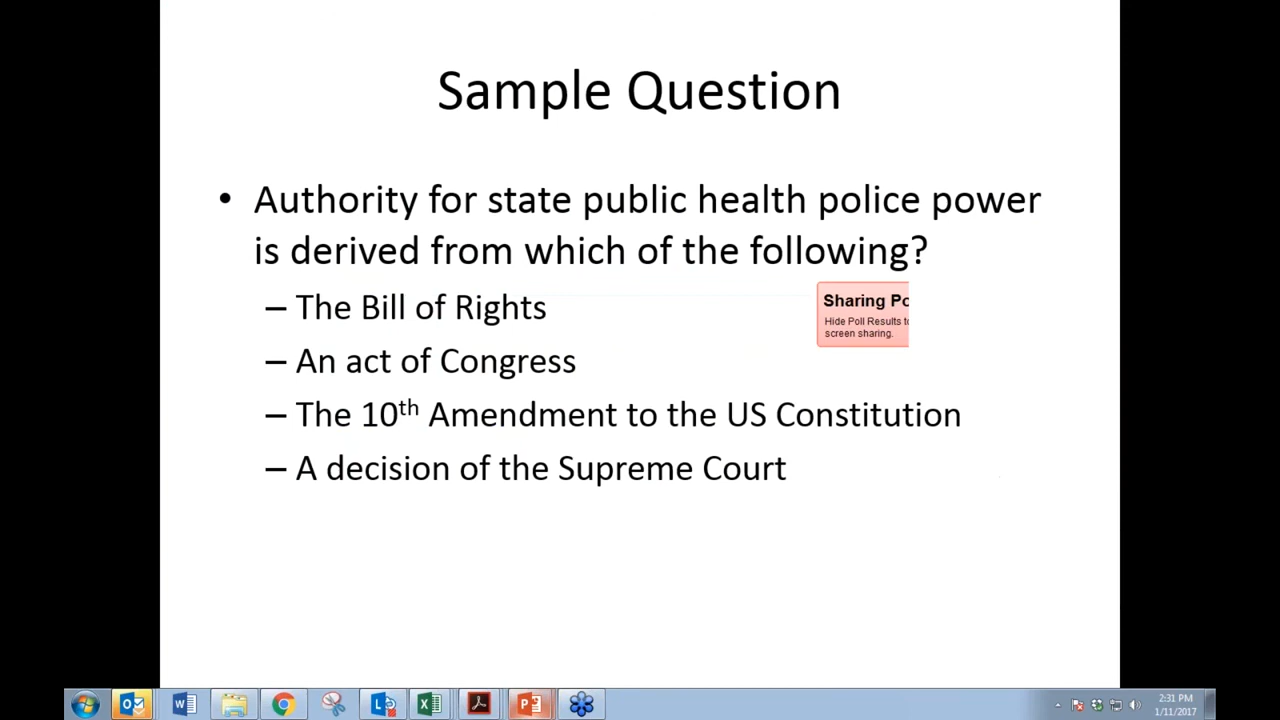 Sample Question
• Authority for state public health police power
is derived from which of the following?
– The Bill of Rights
– An act of Congress
– The 10th Amendment to the US Constitution
– A decision of the Supreme Court
Sharing Po
Hide Poll Results to
screen sharing.
2:31 PM
1/11/2017